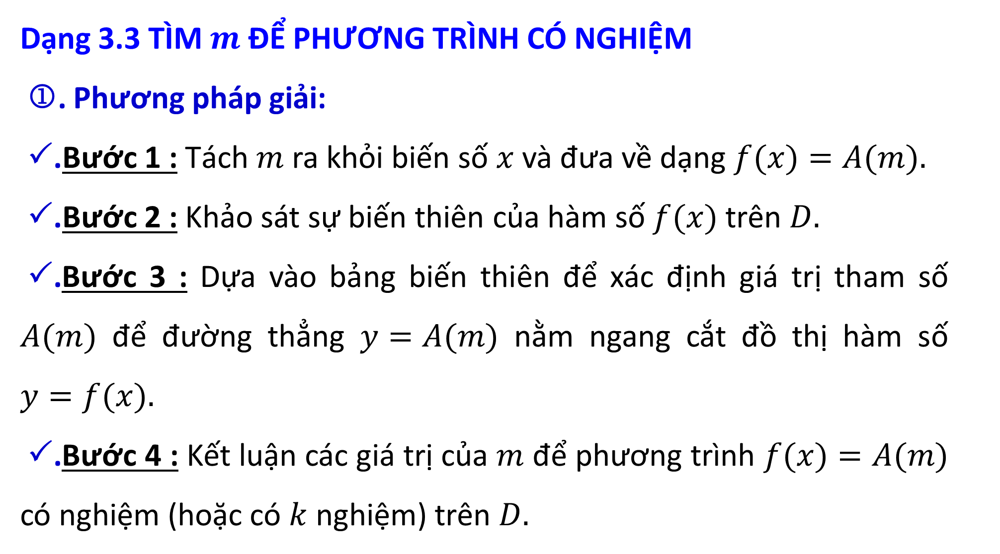 Dạng 3.3 TÌM m ĐỂ PHƯƠNG TRÌNH CÓ NGHIỆM
①. Phương pháp giải:
✓.Bước 1 : Tách m ra khỏi biến số x và đưa về dạng f(x) = A(m).
✓.Bước 2 : Khảo sát sự biến thiên của hàm số f(x) trên D.
✓.Bước 3 : Dựa vào bảng biến thiên để xác định giá trị tham số
A(m) để đường thẳng y = A(m) nằm ngang cắt đồ thị hàm số
y = f(x).
✓.Bước 4 : Kết luận các giá trị của m để phương trình f(x) = A(m)
có nghiệm (hoặc có k nghiệm) trên D.